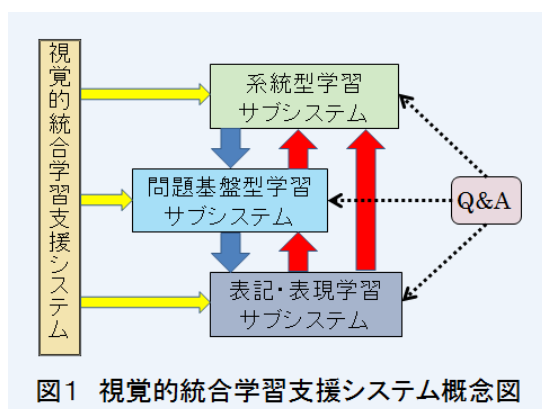 視覚的統合学習支援システム
系統型学習
サブシステム
問題基盤型学習
サブシステム
Q&A
表記・表現学習
サブシステム
図1 視覚的統合学習支援システム概念図